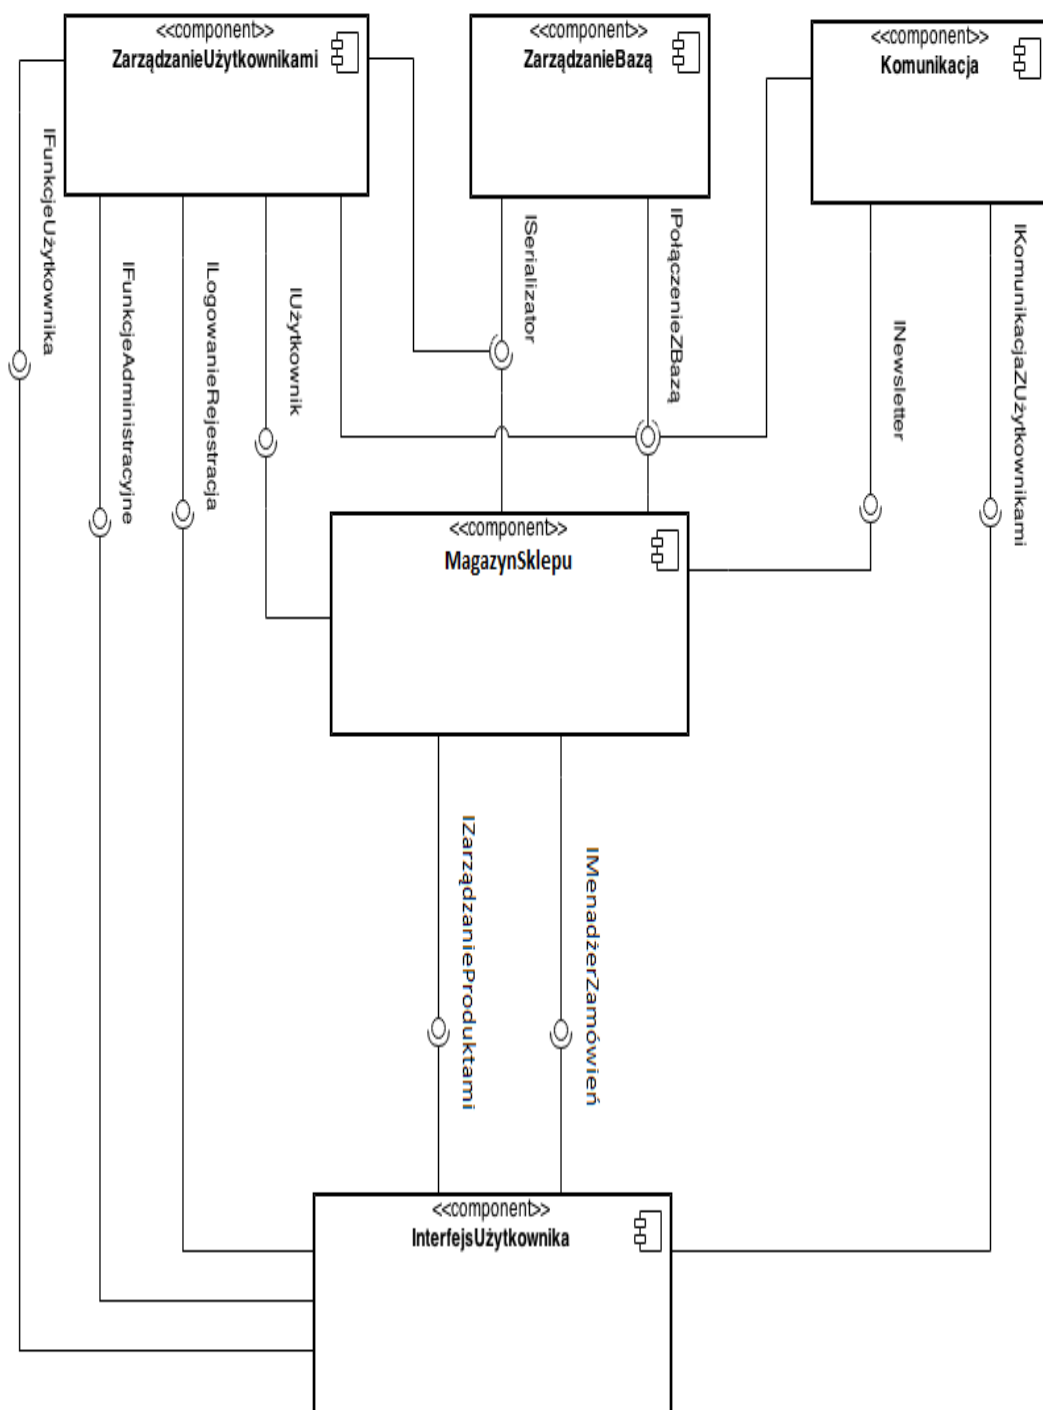 <<component>>
ZarządzanieUżytkownikami
<<component>>
ZarządzanieBazą
<<component>>
Komunikacja
IFunkcjeUżytkownika
IFunkcjeAdministracyjne
ILogowanieRejestracja
IUżytkownik
ISerializator
IPołączenieZBazą
INewsletter
IKomunikacjaZUżytkownikami
<<component>>
MagazynSklepu
IZarządzanieProduktami
IMenadżerZamówień
<<component>>
InterfejsUżytkownika